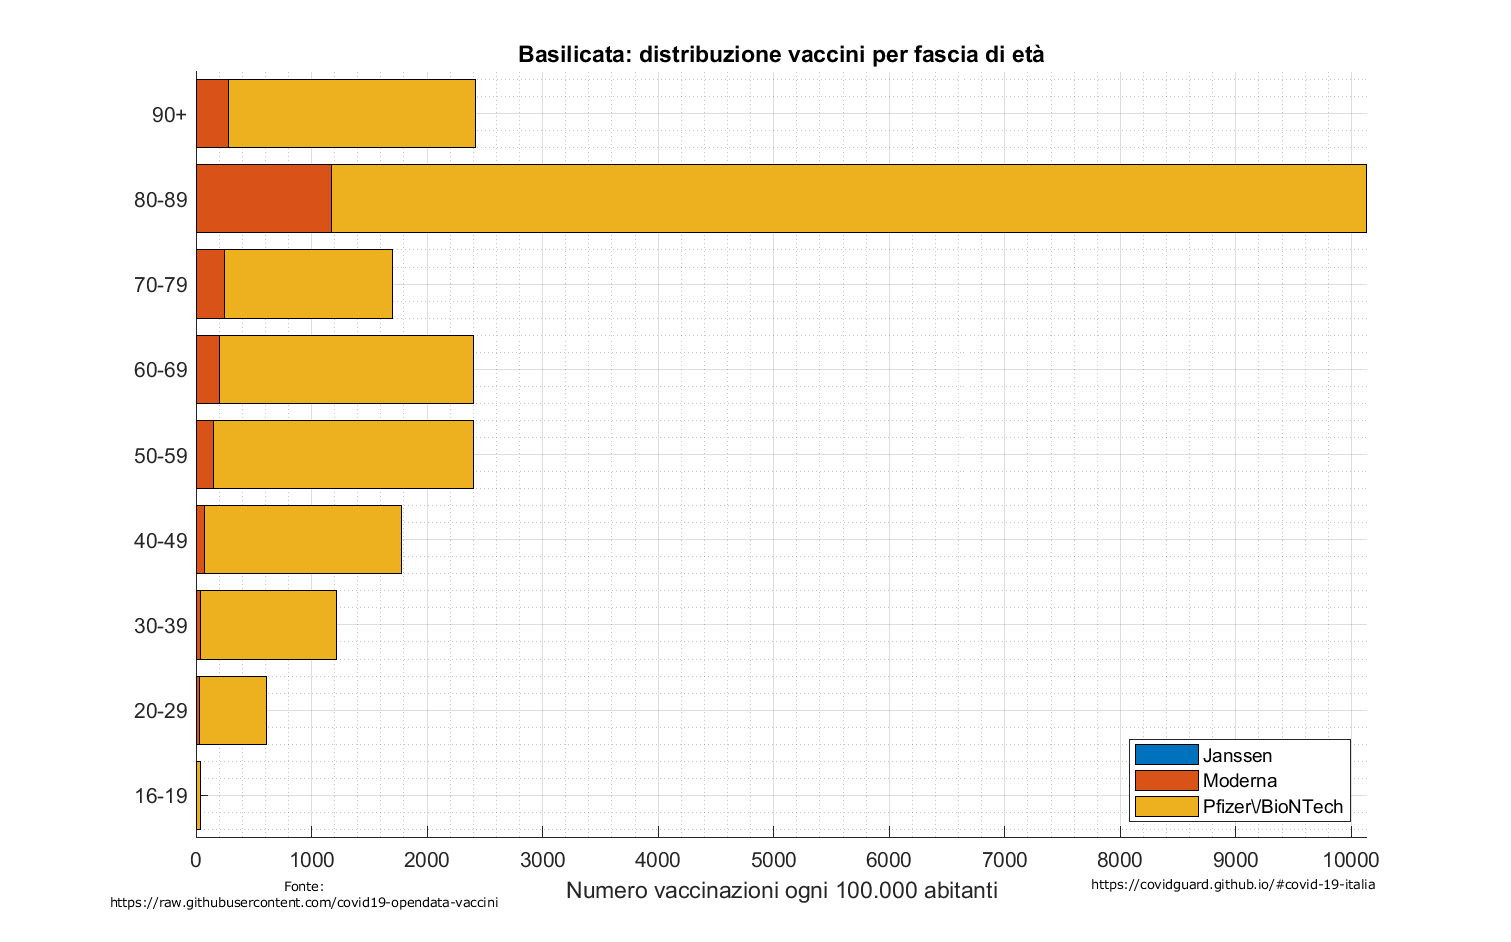 Basilicata: distribuzione vaccini per fascia di età
90+
80-89
70-79
60-69
50-59
40-49
30-39
20-29
16-19
Janssen
Moderna
Pfizer\/BioNTech
0 1000 2000 3000 4000 5000 6000 7000 8000 9000 10000
Numero vaccinazioni ogni 100.000 abitanti
Fonte:
https://raw.githubusercontent.com/covid19-opendata-vaccini
https://covidguard.github.io/#covid-19-italia